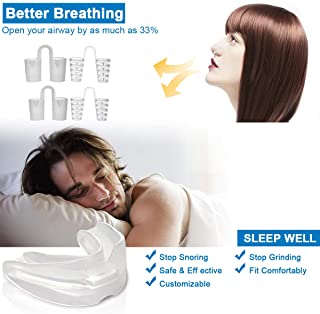 Better Breathing
Open your airway by as much as 33%
SLEEP WELL
Stop Snoring
Stop Grinding
Safe & Eff ective
Fit Comfortably
Customizable